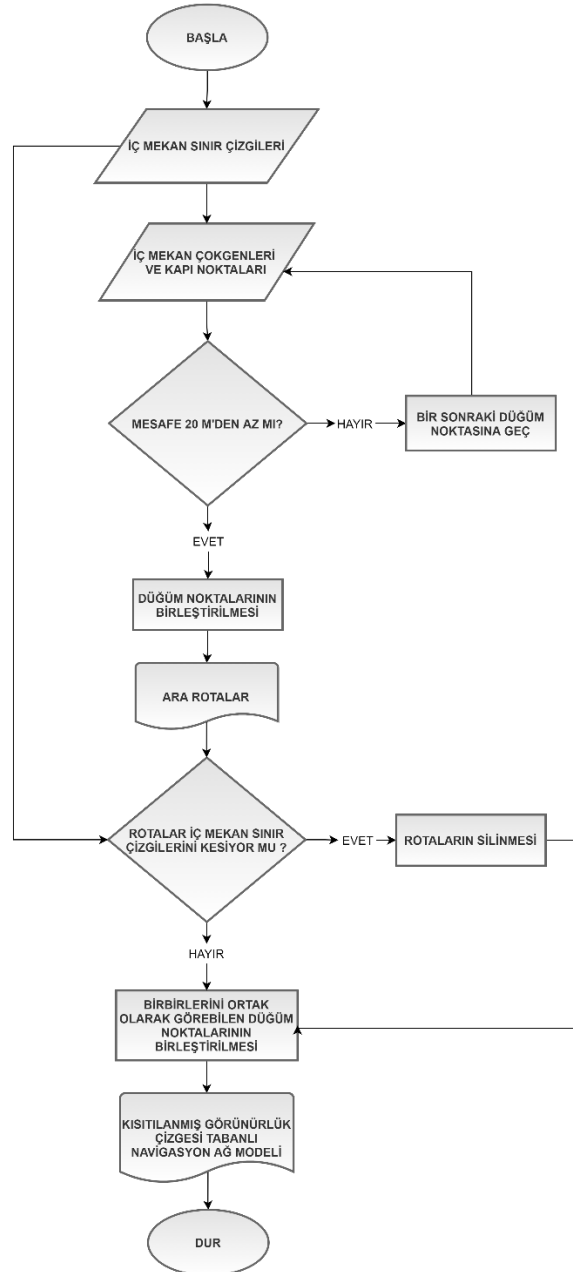 BAŞLA
İÇ MEKAN SINIR ÇİZGİLERİ
İÇ MEKAN ÇOKGENLERİ
VE KAPI NOKTALARI
MESAFE 20 M'DEN AZ MI?
HAYIR
BİR SONRAKİ DÜĞÜM
NOKTASINA GEÇ
EVET
DÜĞÜM NOKTALARININ
BİRLEŞTİRİLMESİ
ARA ROTALAR
ROTALAR İÇ MEKAN SINIR
ÇİZGİLERİNİ KESİYOR MU ?
EVET
ROTALARIN SİLİNMESİ
HAYIR
BİRBİRLERİNİ ORTAK
OLARAK GÖREBİLEN DÜĞÜM
NOKTALARININ
BİRLEŞTİRİLMESİ
KISITILANMIŞ GÖRÜNÜRLÜK
ÇİZGESİ TABANLI
NAVİGASYON AĞ MODELİ
DUR